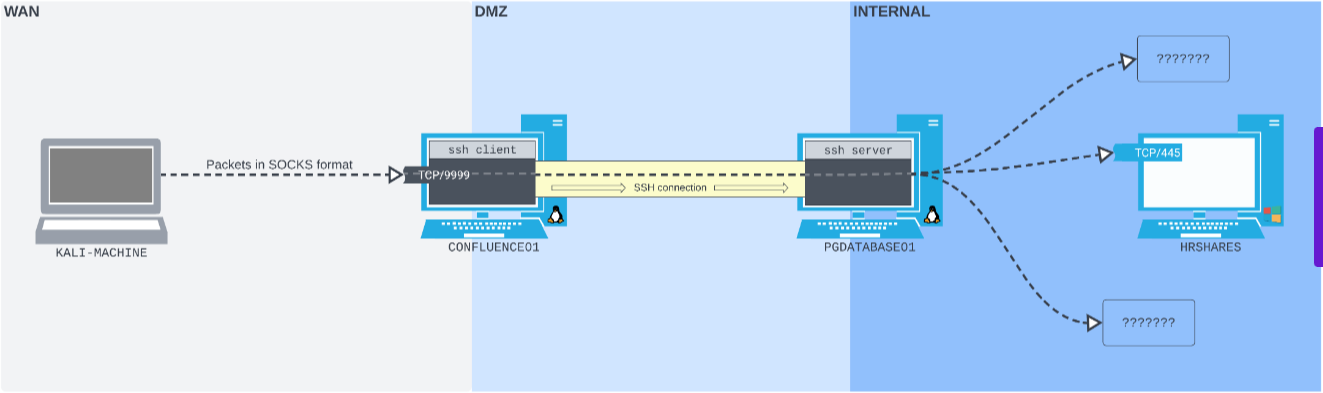 WAN
DMZ
INTERNAL
???????
ssh client
ssh server
TCP/445
Packets in SOCKS format
TCP/9999
SSH connection
KALI-MACHINE
CONFLUENCE01
PGDATABASE01
HRSHARES
???????